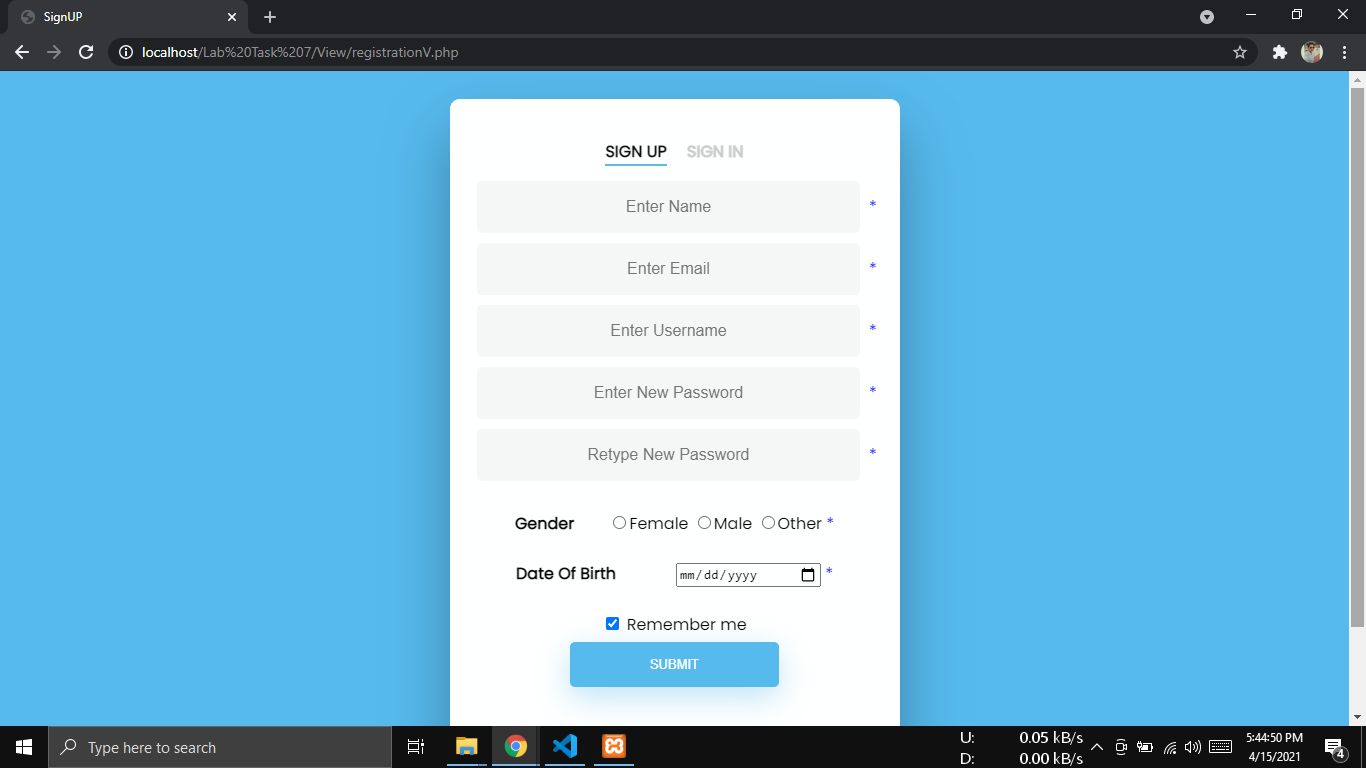 SignUP
localhost/Lab%20Task%207/View/registrationV.php
SIGN UP SIGN IN
Enter Name *
Enter Email *
Enter Username *
Enter New Password *
Retype New Password *
Gender Female Male Other *
Date Of Birth mm/dd/yyyy *
Remember me
SUBMIT
Type here to search
U: 0.05 kB/s
D: 0.00 kB/s
5:44:50 PM
4/15/2021
4